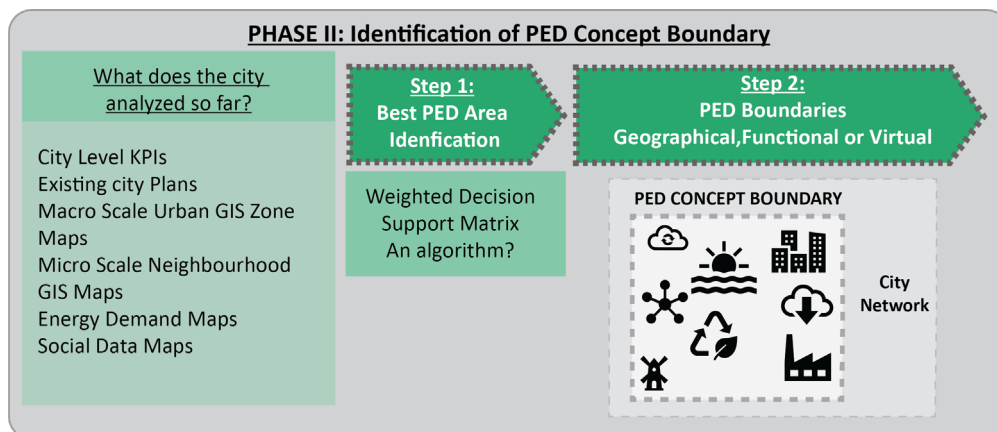 PHASE II: Identification of PED Concept Boundary
What does the city
analyzed so far?
City Level KPIs
Existing city Plans
Macro Scale Urban GIS Zone
Maps
Micro Scale Neighbourhood
GIS Maps
Energy Demand Maps
Social Data Maps
Step 1:
Best PED Area
Idenfication
Weighted Decision
Support Matrix
An algorithm?
Step 2:
PED Boundaries
Geographical,Functional or Virtual
PED CONCEPT BOUNDARY
City
Network